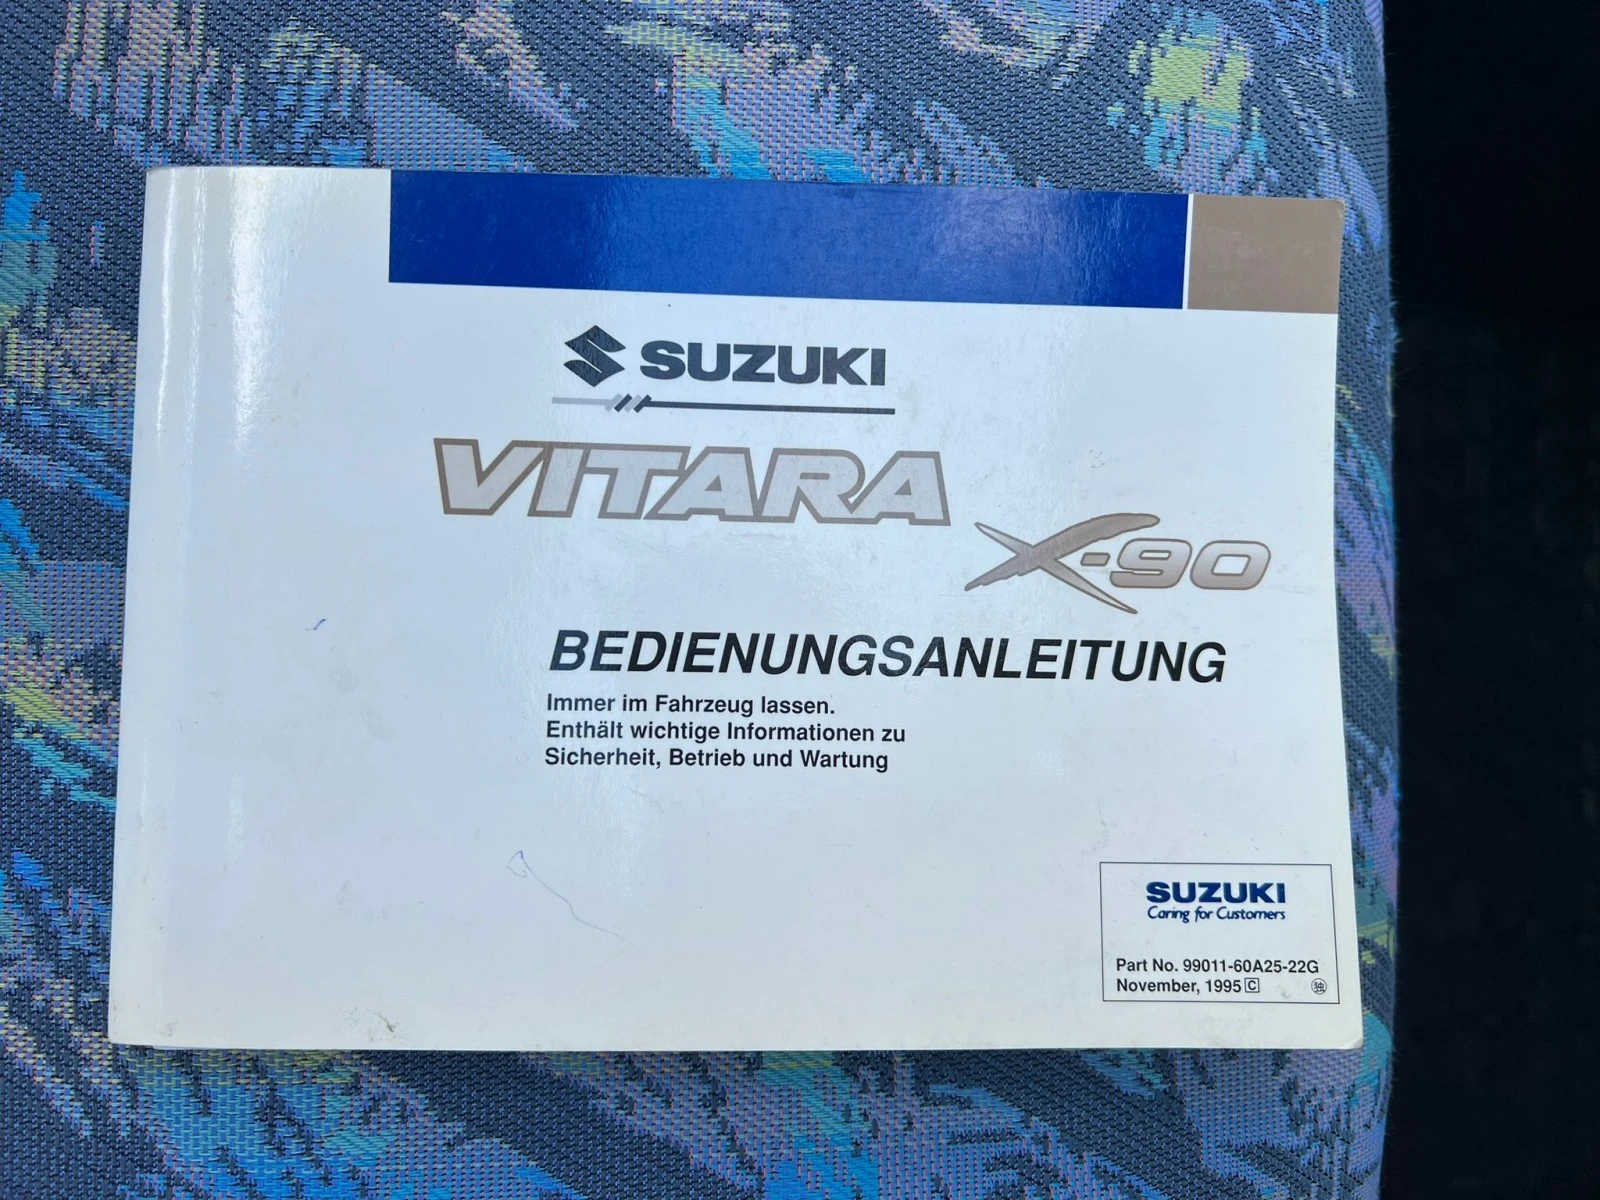 SUZUKI
VITARA
X-90
BEDIENUNGSANLEITUNG
Immer im Fahrzeug lassen.
Enthält wichtige Informationen zu
Sicherheit, Betrieb und Wartung
SUZUKI
Caring for Customers
Part No. 99011-60A25-22G
November, 1995 C 独